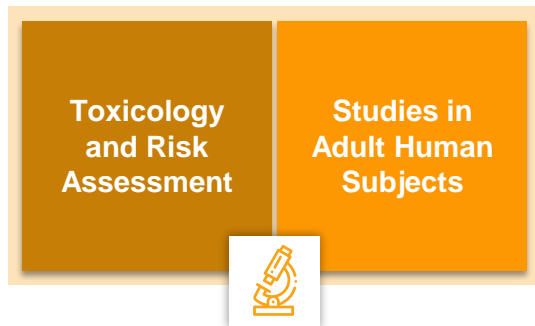 Toxicology
and Risk
Assessment
Studies in
Adult Human
Subjects